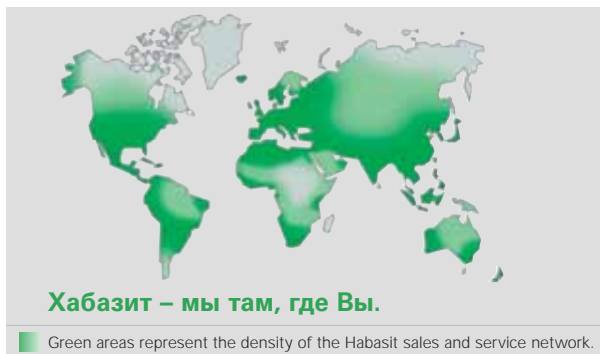 Хабазит – мы там, где Вы.
Green areas represent the density of the Habasit sales and service network.